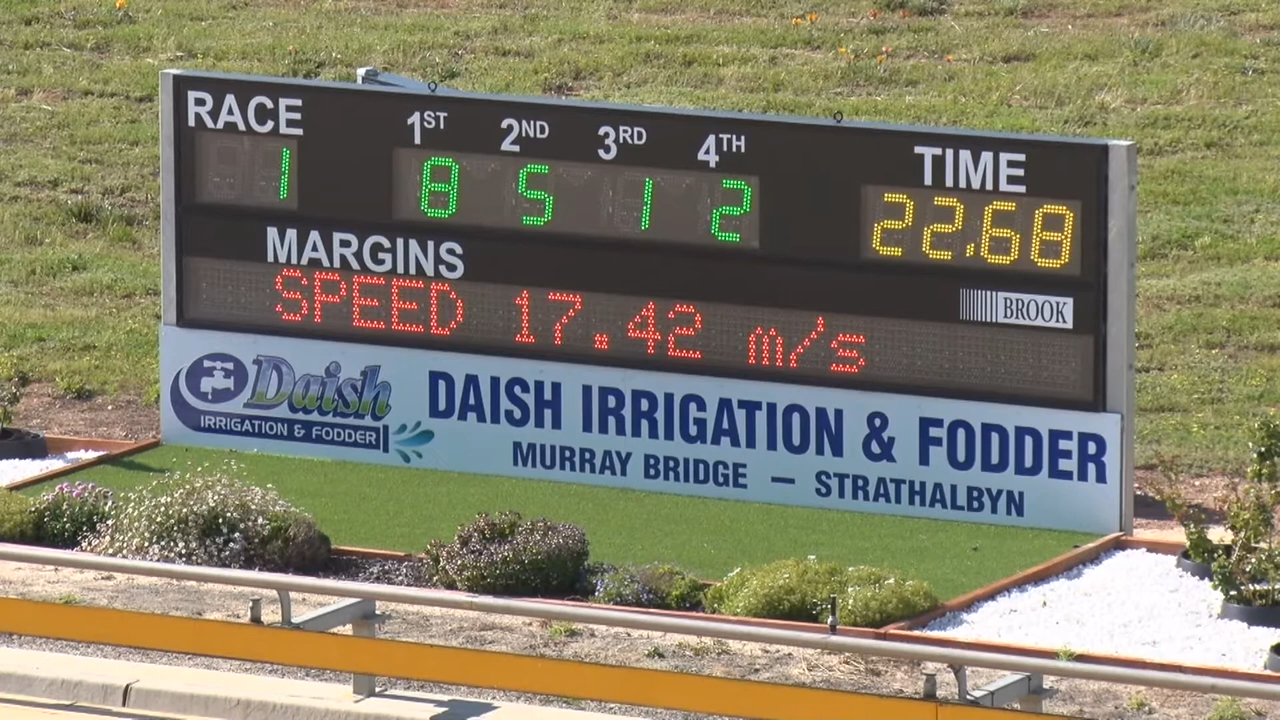 RACE 1ST 2ND 3RD 4TH TIME
1 8 5 1 2 22.68
MARGINS
BROOK
SPEED 17.42 m/s
Daish
IRRIGATION & FODDER
DAISH IRRIGATION & FODDER
MURRAY BRIDGE — STRATHALBYN